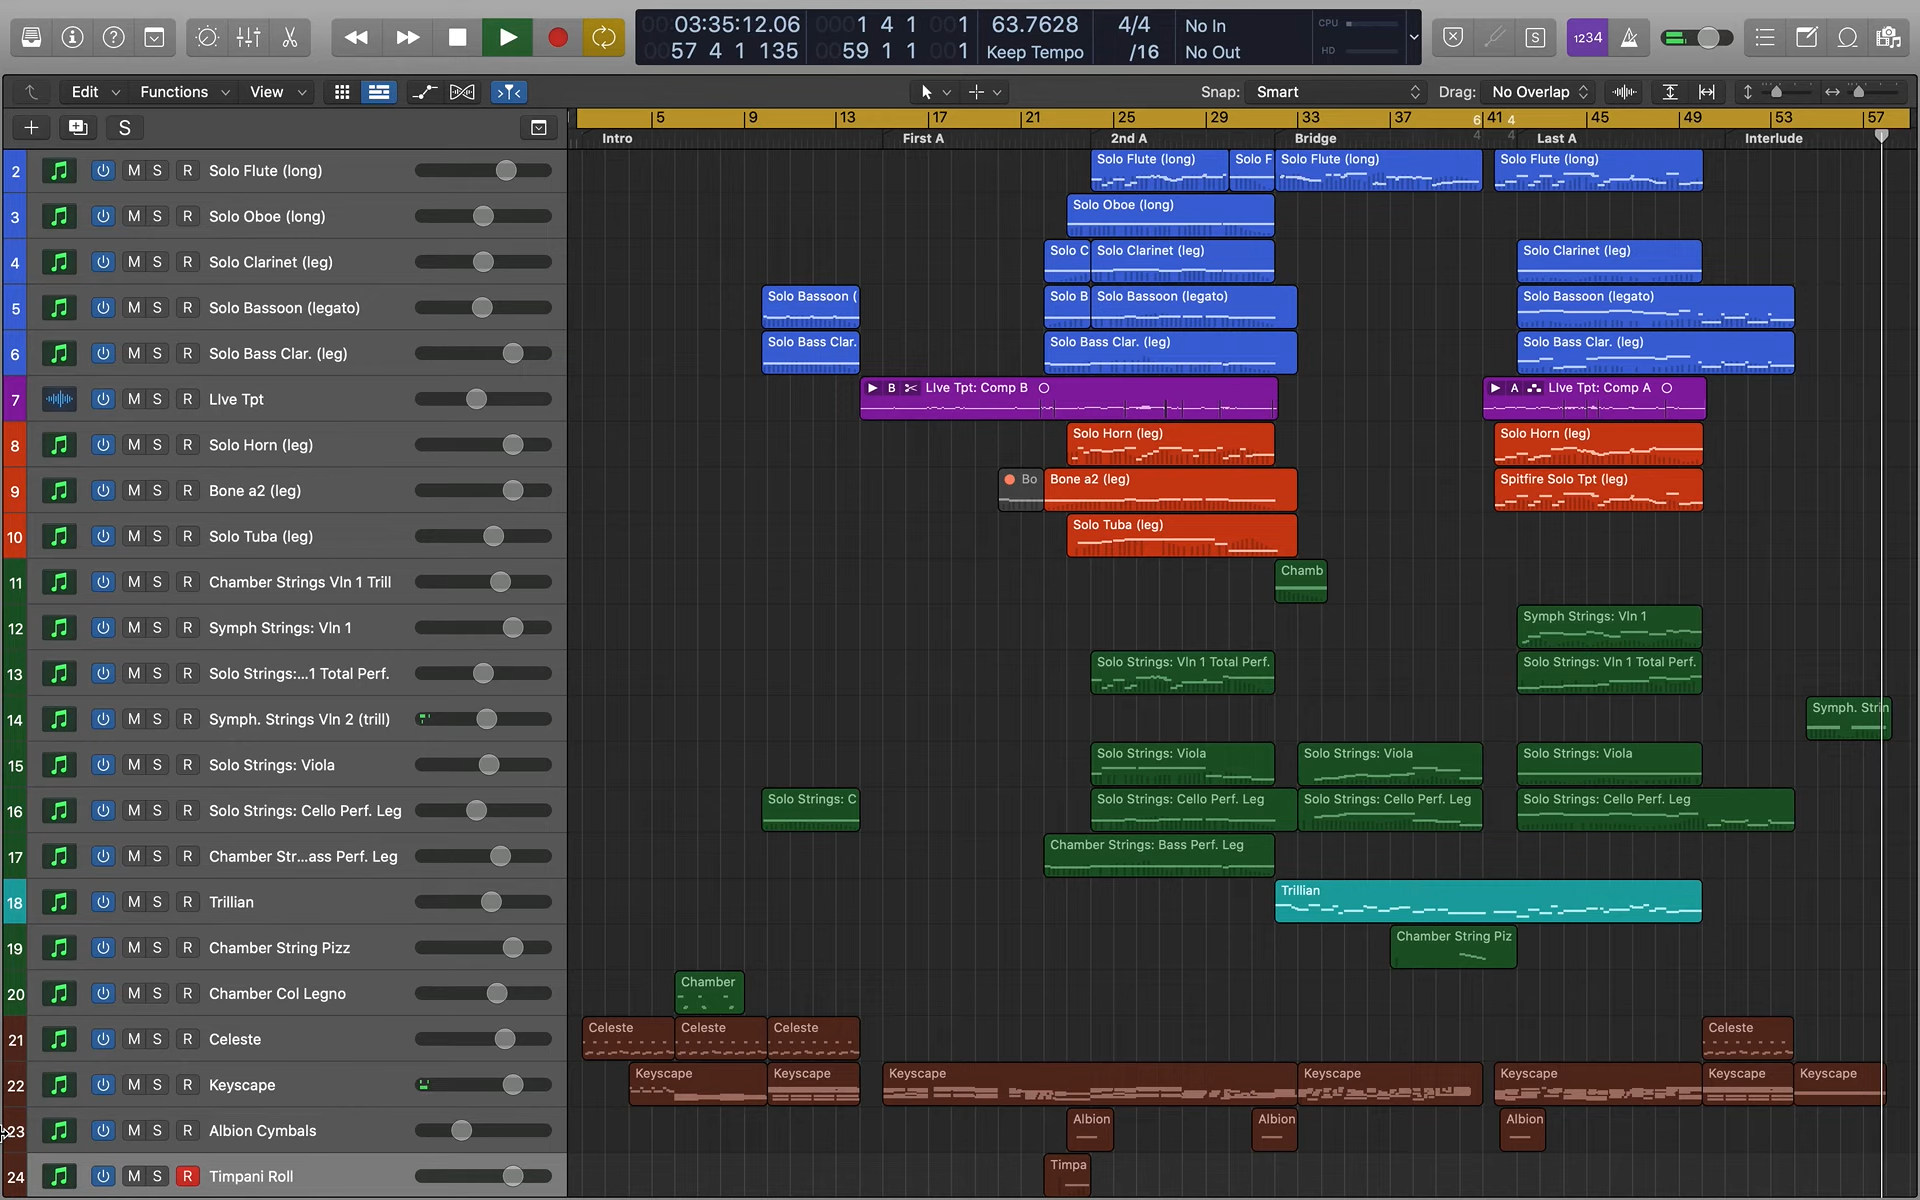 03:35:12.06 1 4 1 1 63.7628 4/4 No In CPU
57 4 1 135 59 1 1 1 Keep Tempo /16 No Out HD
S 1234
Edit Functions View Snap: Smart Drag: No Overlap
S 5 9 13 17 21 25 29 33 37 6 4 41 4 4 45 49 53 57
Intro First A 2nd A Bridge Last A Interlude
2 M S R Solo Flute (long) Solo Flute (long) Solo F Solo Flute (long) Solo Flute (long)
3 M S R Solo Oboe (long) Solo Oboe (long)
4 M S R Solo Clarinet (leg) Solo C Solo Clarinet (leg) Solo Clarinet (leg)
5 M S R Solo Bassoon (legato) Solo Bassoon ( Solo B Solo Bassoon (legato) Solo Bassoon (legato)
6 M S R Solo Bass Clar. (leg) Solo Bass Clar. Solo Bass Clar. (leg) Solo Bass Clar. (leg)
7 M S R LIve Tpt B LIve Tpt: Comp B A LIve Tpt: Comp A
8 M S R Solo Horn (leg) Solo Horn (leg) Solo Horn (leg)
9 M S R Bone a2 (leg) Bo Bone a2 (leg) Spitfire Solo Tpt (leg)
10 M S R Solo Tuba (leg) Solo Tuba (leg)
11 M S R Chamber Strings Vln 1 Trill Chamb
12 M S R Symph Strings: Vln 1 Symph Strings: Vln 1
13 M S R Solo Strings:...1 Total Perf. Solo Strings: Vln 1 Total Perf. Solo Strings: Vln 1 Total Perf.
14 M S R Symph. Strings Vln 2 (trill) Symph. Strin
15 M S R Solo Strings: Viola Solo Strings: Viola Solo Strings: Viola Solo Strings: Viola
16 M S R Solo Strings: Cello Perf. Leg Solo Strings: C Solo Strings: Cello Perf. Leg Solo Strings: Cello Perf. Leg Solo Strings: Cello Perf. Leg
17 M S R Chamber Str...ass Perf. Leg Chamber Strings: Bass Perf. Leg
18 M S R Trillian Trillian
19 M S R Chamber String Pizz Chamber String Piz
20 M S R Chamber Col Legno Chamber
21 M S R Celeste Celeste Celeste Celeste Celeste
22 M S R Keyscape Keyscape Keyscape Keyscape Keyscape Keyscape Keyscape Keyscape
23 M S R Albion Cymbals Albion Albion Albion
24 M S R Timpani Roll Timpa